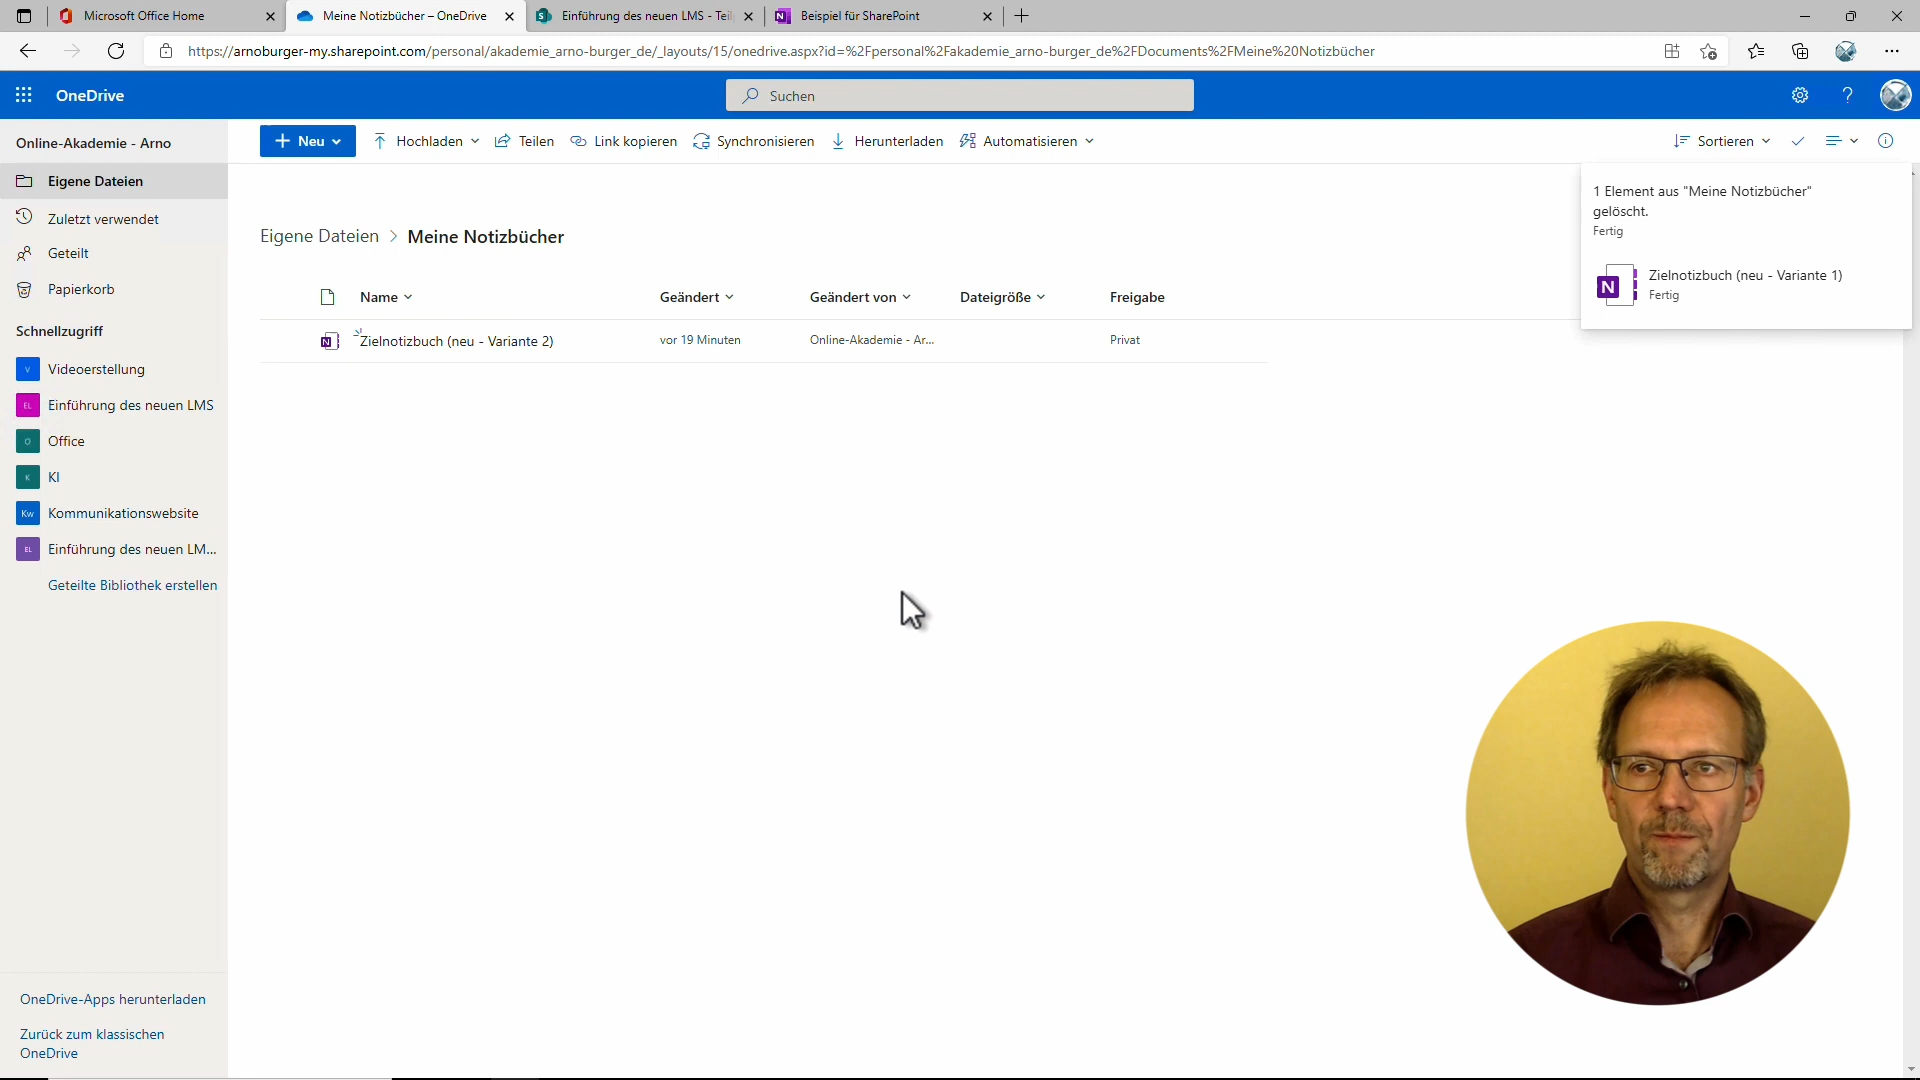 Microsoft Office Home
Meine Notizbücher – OneDrive
Einführung des neuen LMS - Teil
Beispiel für SharePoint
https://arnoburger-my.sharepoint.com/personal/akademie_arno-burger_de/_layouts/15/onedrive.aspx?id=%2Fpersonal%2Fakademie_arno-burger_de%2FDocuments%2FMeine%20Notizbücher
OneDrive
Suchen
Online-Akademie - Arno
Neu
Hochladen
Teilen
Link kopieren
Synchronisieren
Herunterladen
Automatisieren
Sortieren
Eigene Dateien
Zuletzt verwendet
Geteilt
Papierkorb
Schnellzugriff
V Videoerstellung
EL Einführung des neuen LMS
O Office
K KI
Kw Kommunikationswebsite
EL Einführung des neuen LM...
Geteilte Bibliothek erstellen
OneDrive-Apps herunterladen
Zurück zum klassischen
OneDrive
Eigene Dateien > Meine Notizbücher
Name
Geändert
Geändert von
Dateigröße
Freigabe
N Zielnotizbuch (neu - Variante 2)
vor 19 Minuten
Online-Akademie - Ar...
Privat
1 Element aus "Meine Notizbücher"
gelöscht.
Fertig
N Zielnotizbuch (neu - Variante 1)
Fertig